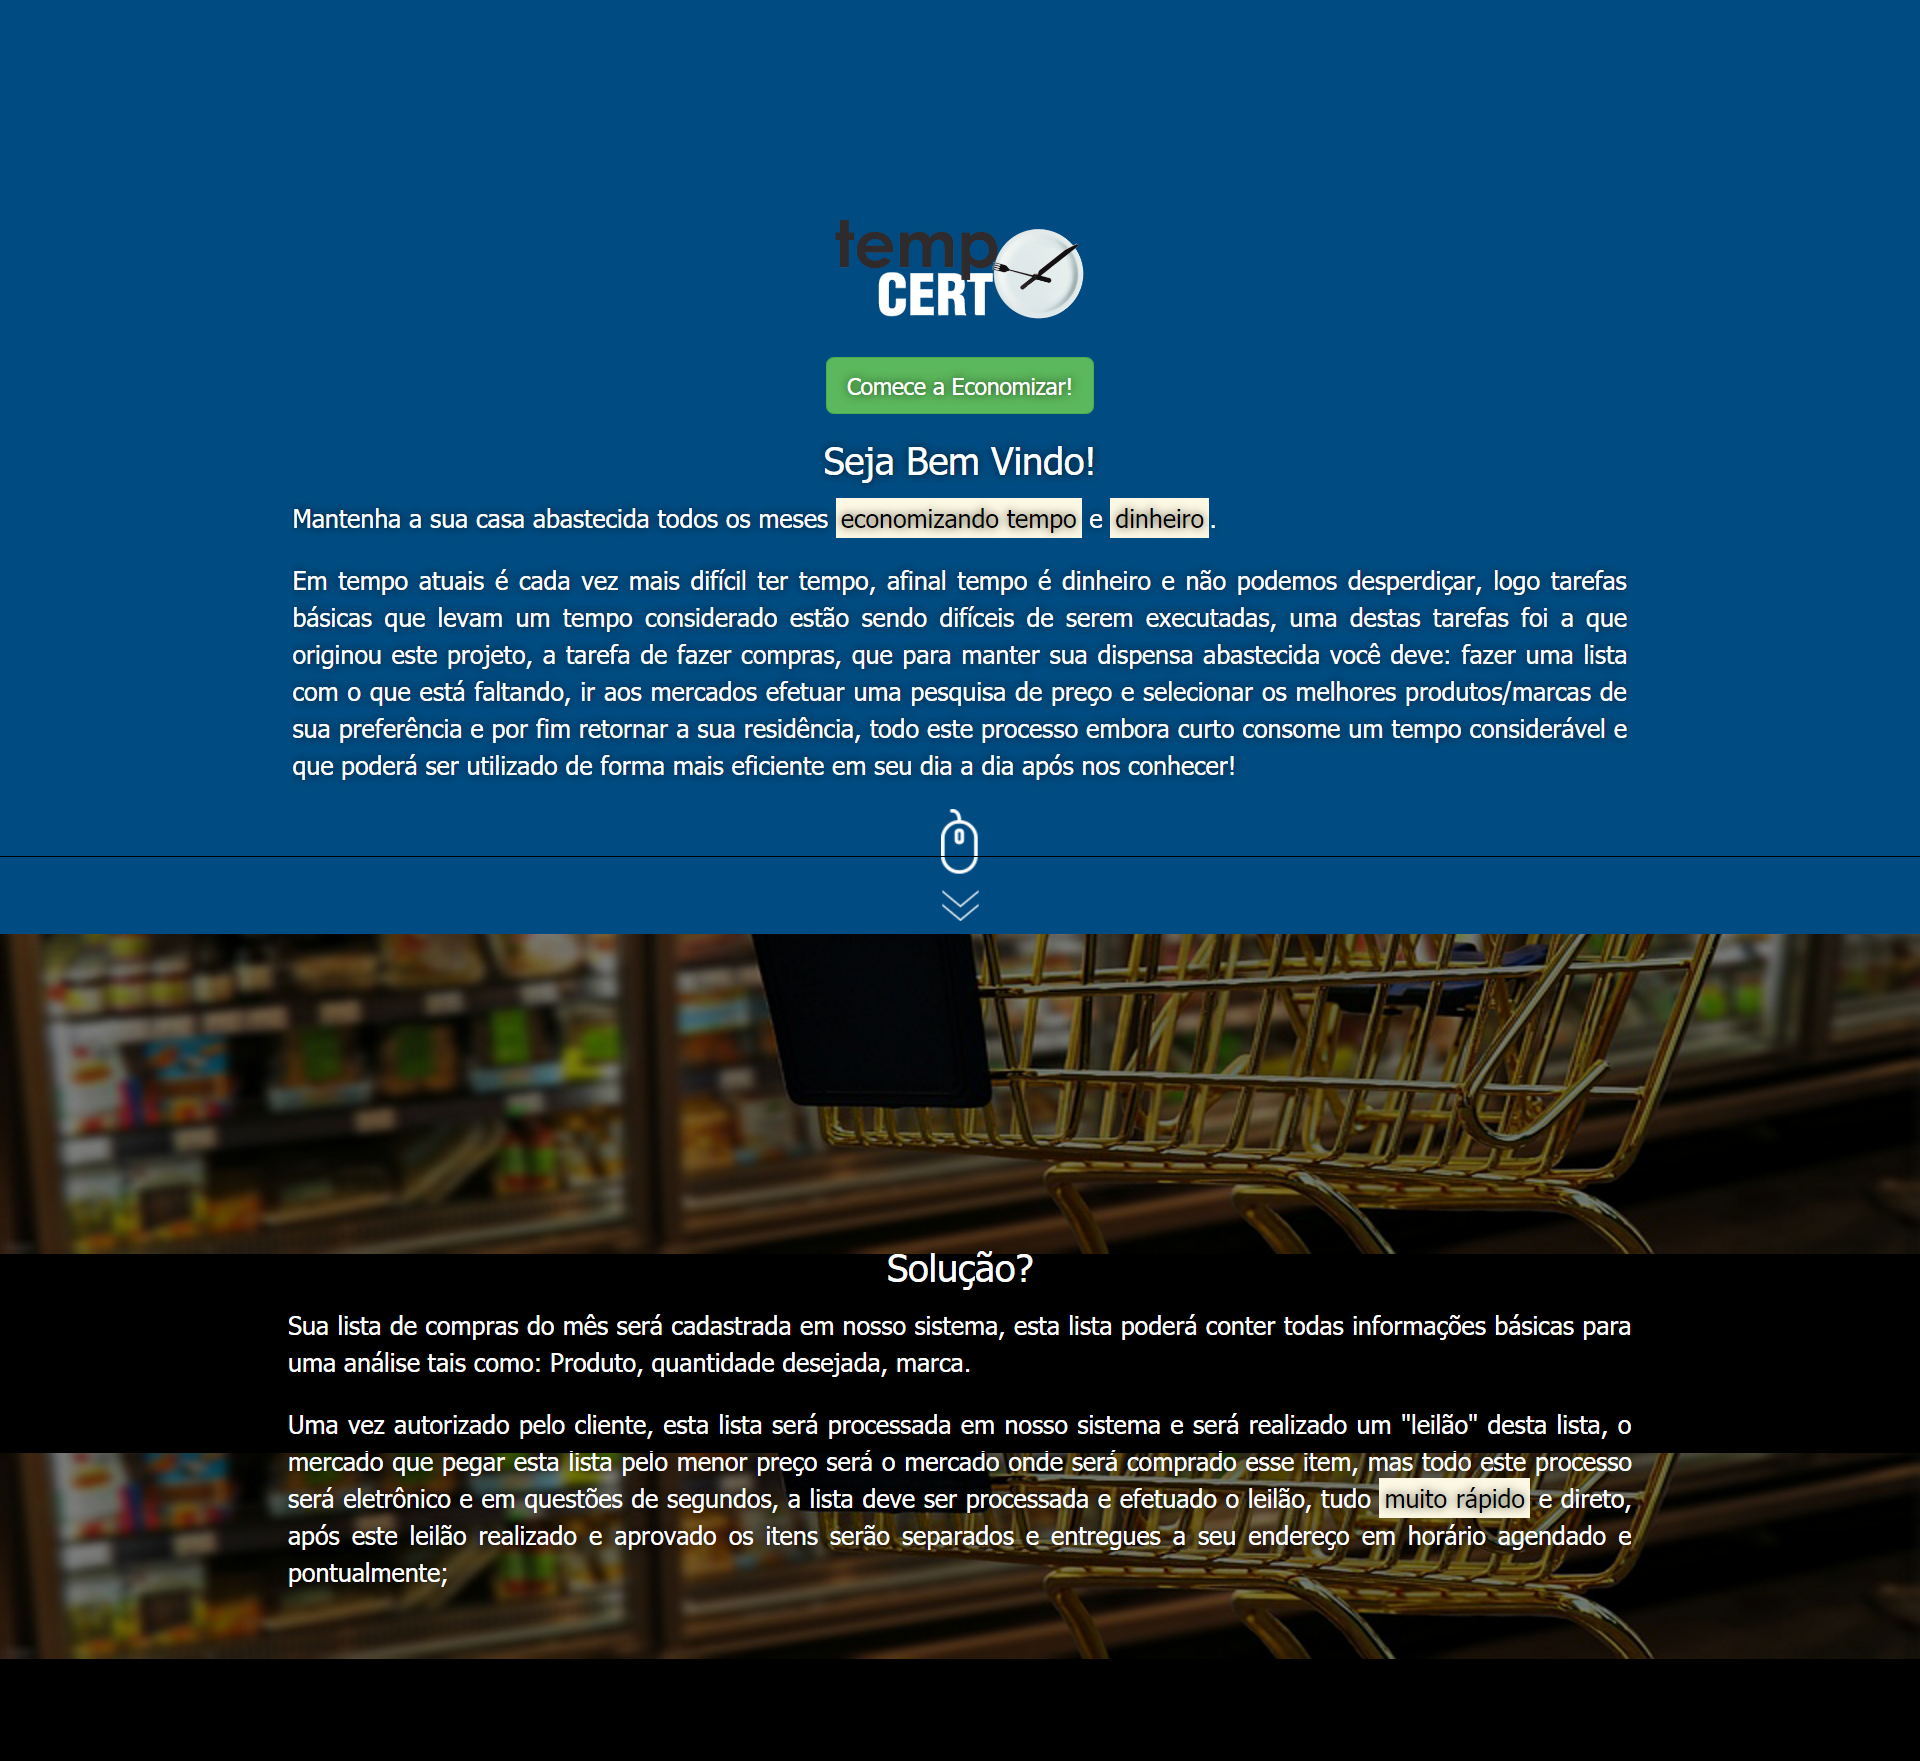 temp
CERT
Comece a Economizar!
Seja Bem Vindo!
Mantenha a sua casa abastecida todos os meses economizando tempo e dinheiro.
Em tempo atuais é cada vez mais difícil ter tempo, afinal tempo é dinheiro e não podemos desperdiçar, logo tarefas
básicas que levam um tempo considerado estão sendo difíceis de serem executadas, uma destas tarefas foi a que
originou este projeto, a tarefa de fazer compras, que para manter sua dispensa abastecida você deve: fazer uma lista
com o que está faltando, ir aos mercados efetuar uma pesquisa de preço e selecionar os melhores produtos/marcas de
sua preferência e por fim retornar a sua residência, todo este processo embora curto consome um tempo considerável e
que poderá ser utilizado de forma mais eficiente em seu dia a dia após nos conhecer!
Solução?
Sua lista de compras do mês será cadastrada em nosso sistema, esta lista poderá conter todas informações básicas para
uma análise tais como: Produto, quantidade desejada, marca.
Uma vez autorizado pelo cliente, esta lista será processada em nosso sistema e será realizado um "leilão" desta lista, o
mercado que pegar esta lista pelo menor preço será o mercado onde será comprado esse item, mas todo este processo
será eletrônico e em questões de segundos, a lista deve ser processada e efetuado o leilão, tudo muito rápido e direto,
após este leilão realizado e aprovado os itens serão separados e entregues a seu endereço em horário agendado e
pontualmente;